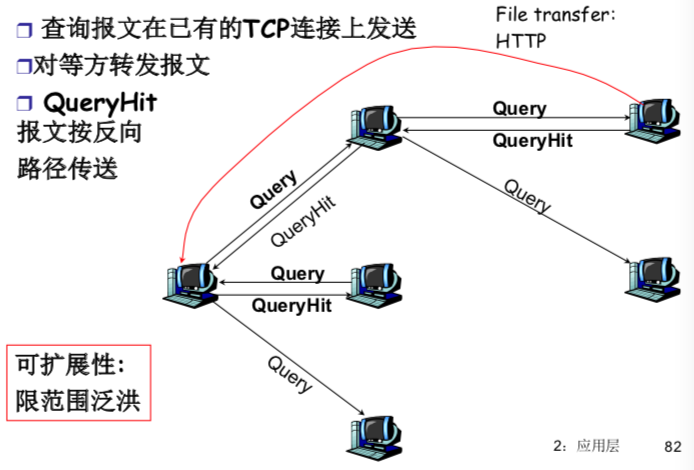 查询报文在已有的TCP连接上发送
对等方转发报文
QueryHit
报文按反向
路径传送
File transfer:
HTTP
Query
QueryHit
Query
QueryHit
Query
Query
QueryHit
Query
可扩展性:
限范围泛洪
2: 应用层 82